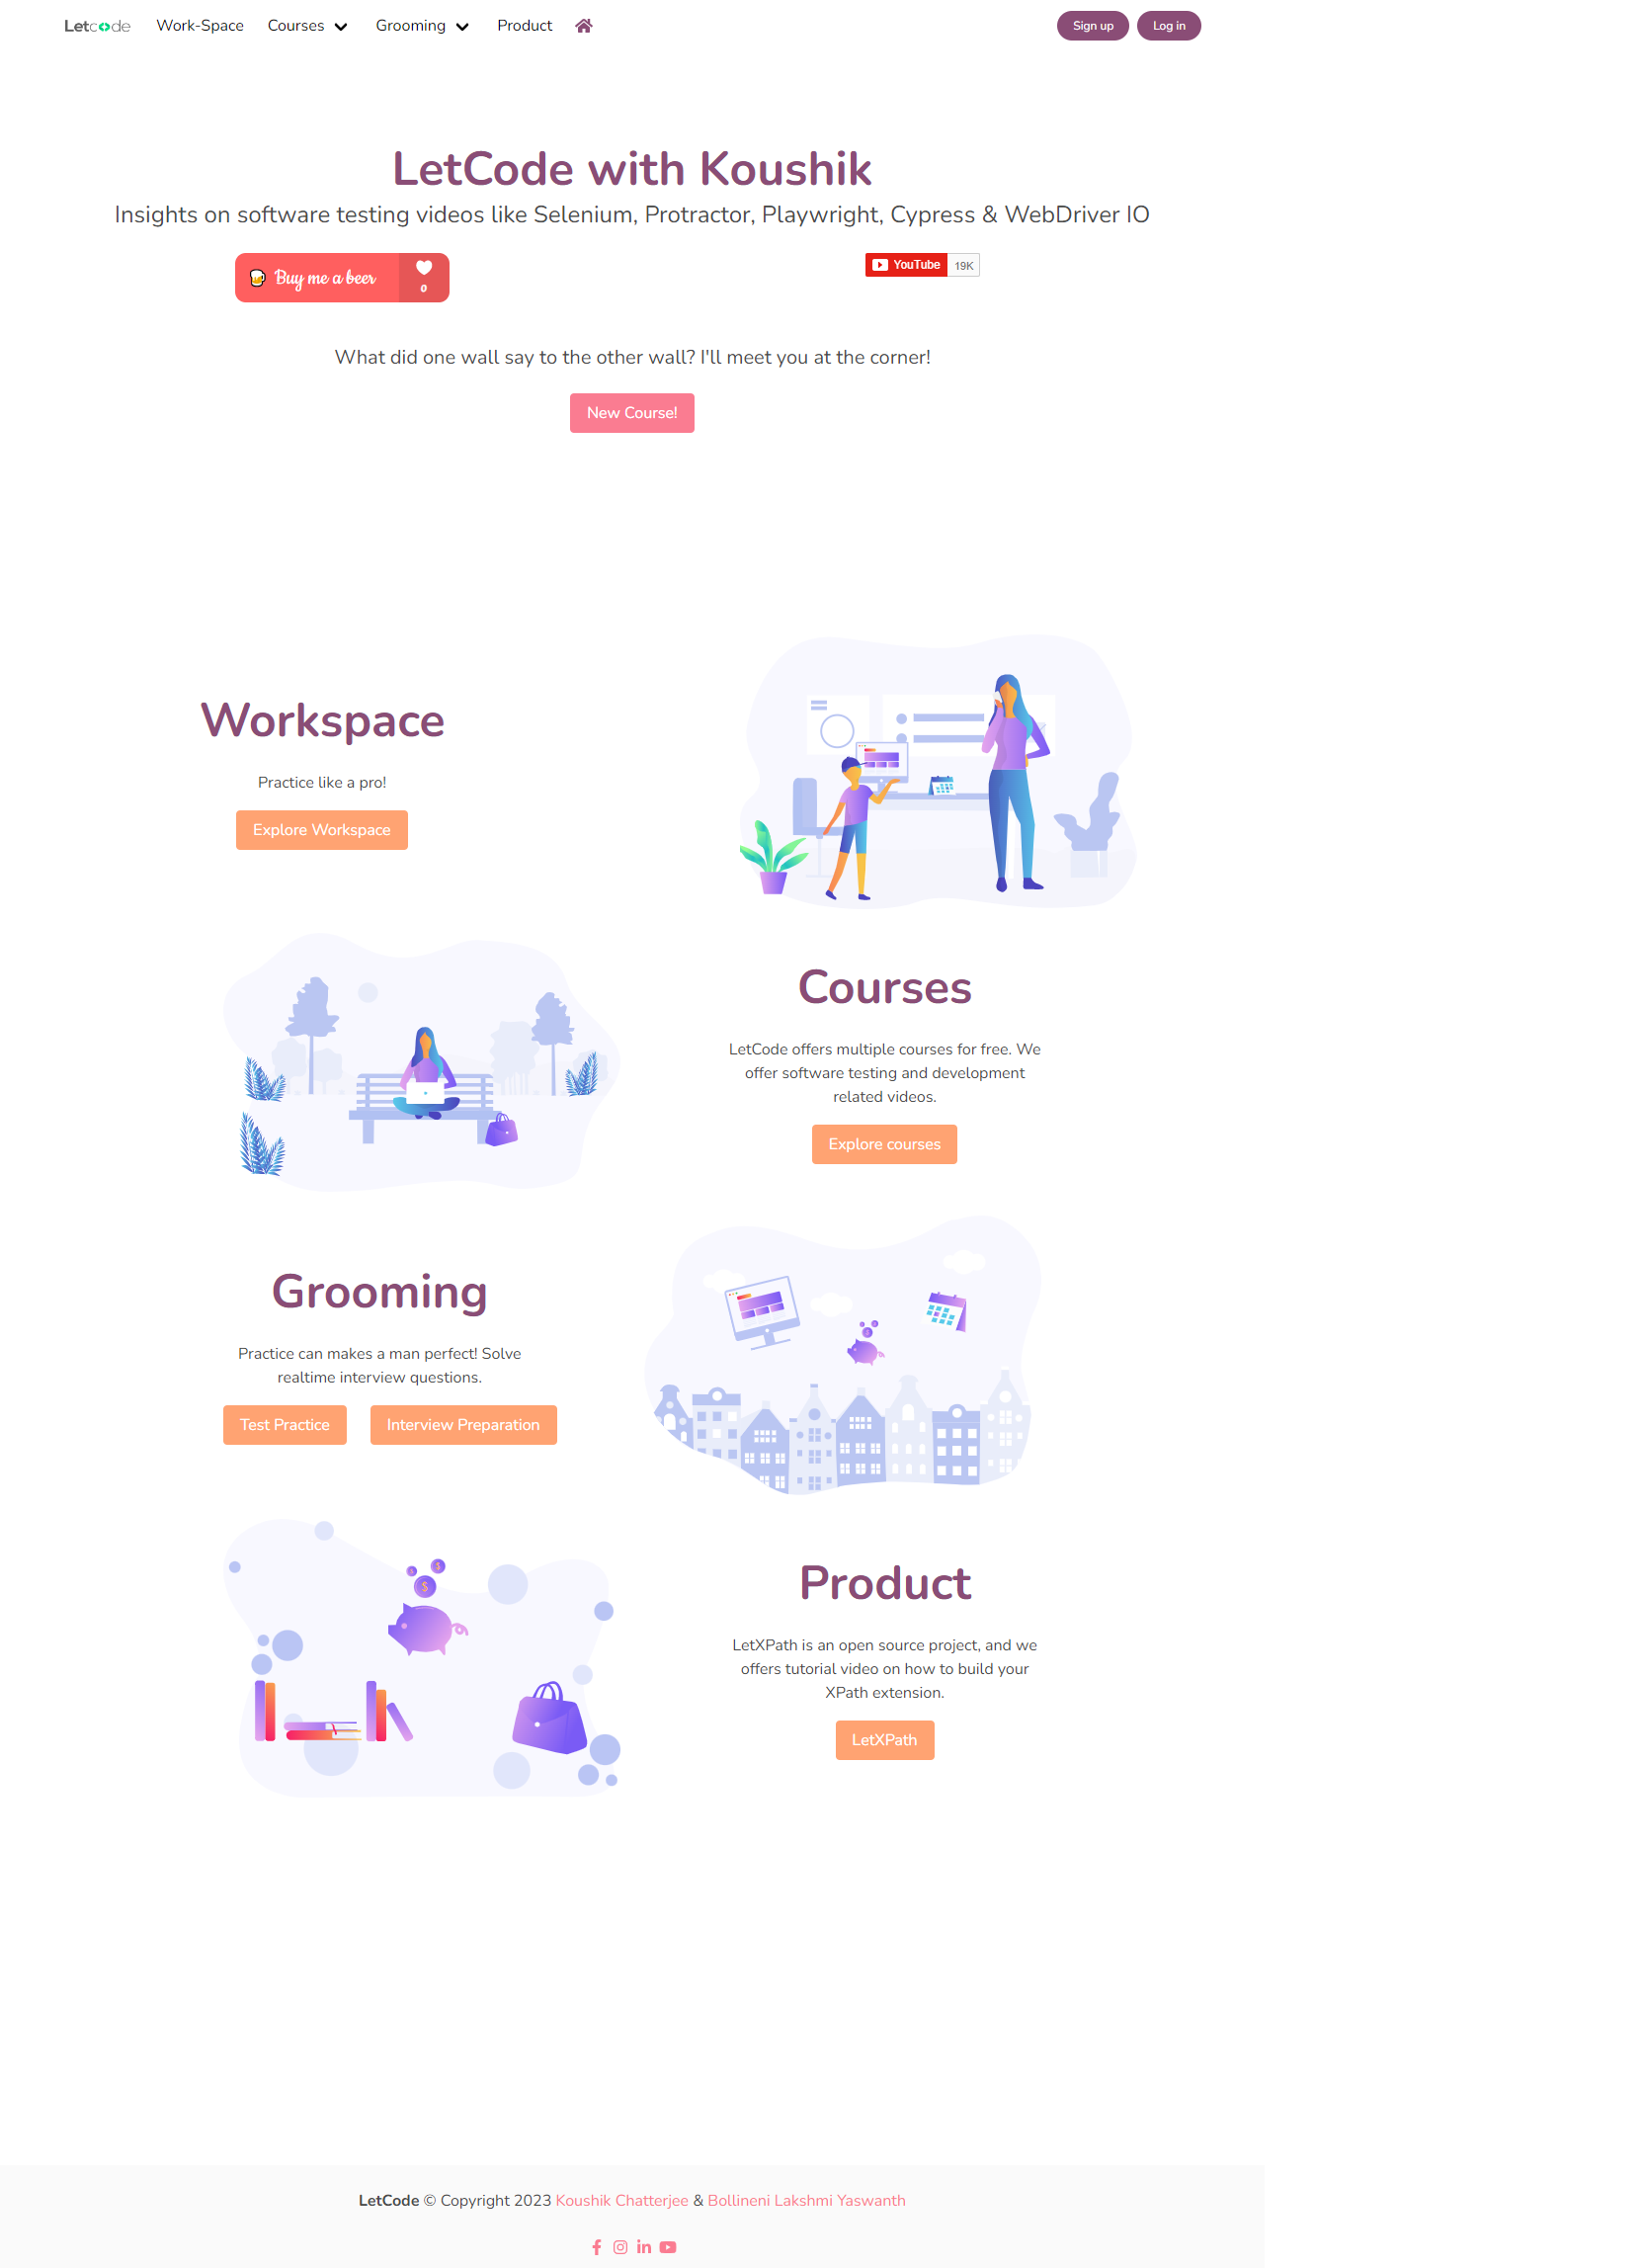 Letcode
Work-Space
Courses
Grooming
Product
Sign up
Log in
LetCode with Koushik
Insights on software testing videos like Selenium, Protractor, Playwright, Cypress & WebDriver IO
Buy me a beer
0
YouTube
19K
What did one wall say to the other wall? I'll meet you at the corner!
New Course!
Workspace
Practice like a pro!
Explore Workspace
Courses
LetCode offers multiple courses for free. We
offer software testing and development
related videos.
Explore courses
Grooming
Practice can makes a man perfect! Solve
realtime interview questions.
Test Practice
Interview Preparation
Product
LetXPath is an open source project, and we
offers tutorial video on how to build your
XPath extension.
LetXPath
LetCode © Copyright 2023 Koushik Chatterjee & Bollineni Lakshmi Yaswanth